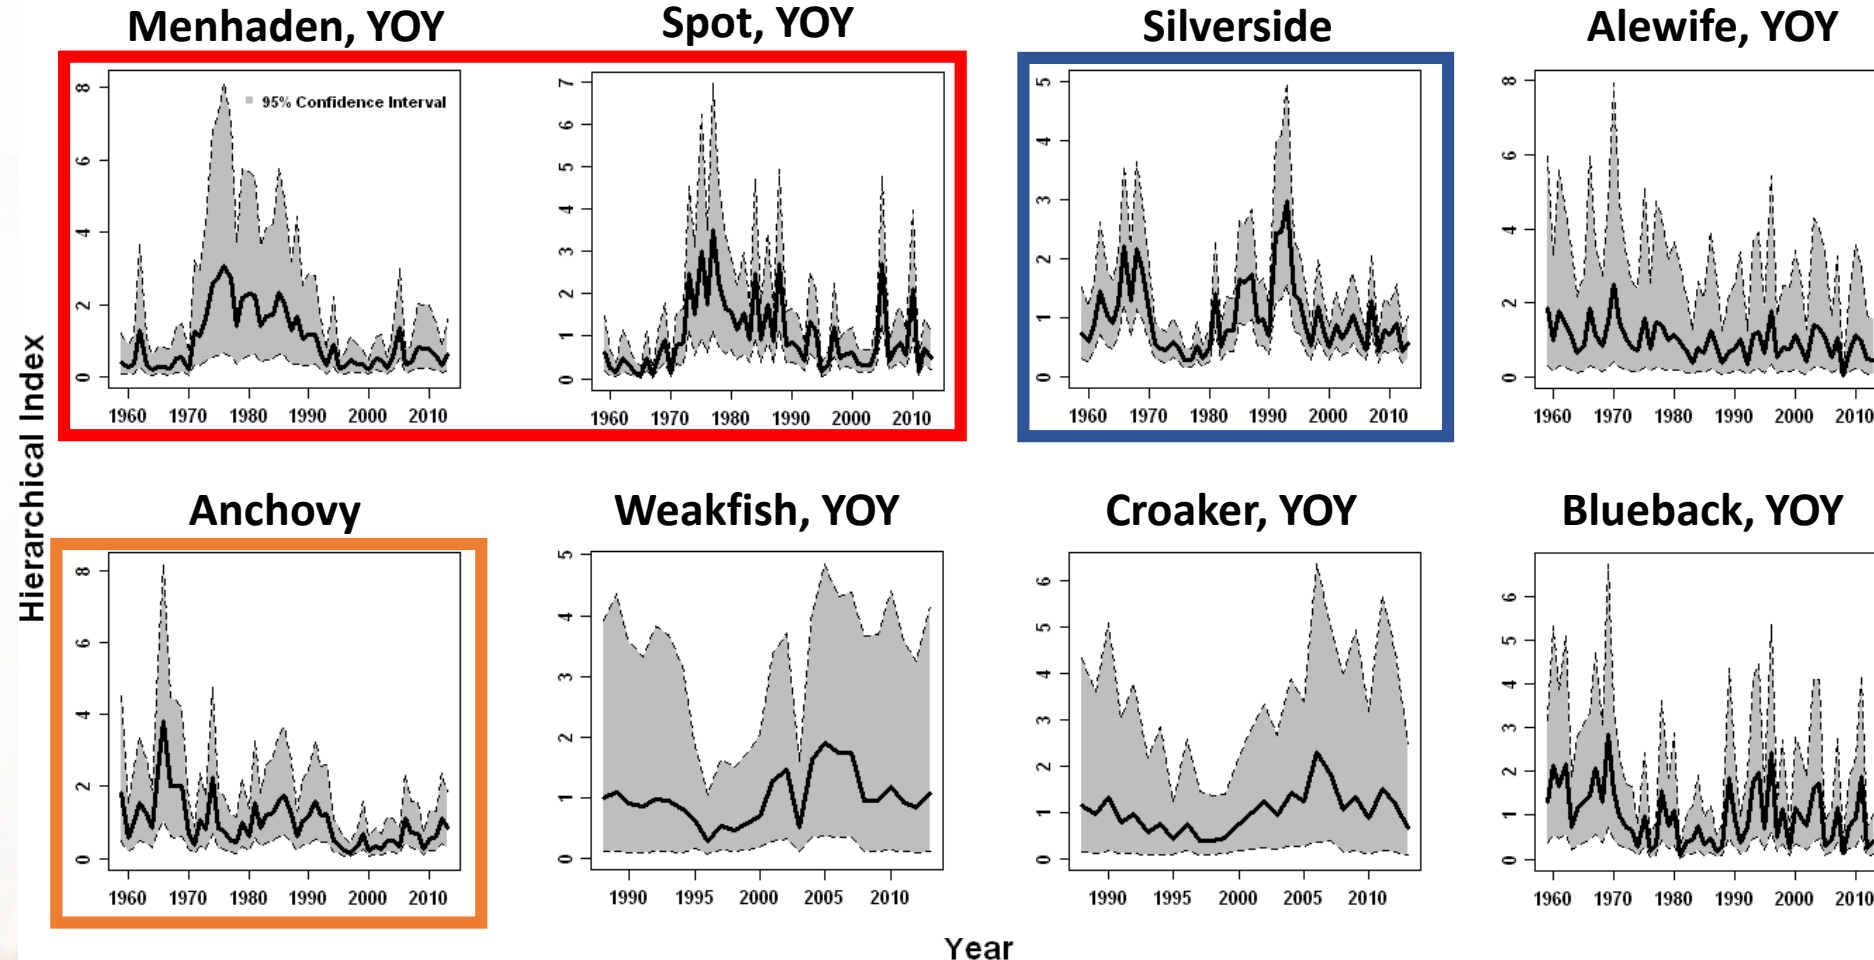 Menhaden, YOY
Spot, YOY
Silverside
Alewife, YOY
95% Confidence Interval
8
6
4
2
0
1960 1970 1980 1990 2000 2010
7
6
5
4
3
2
1
0
1960 1970 1980 1990 2000 2010
5
4
3
2
1
0
1960 1970 1980 1990 2000 2010
8
6
4
2
0
1960 1970 1980 1990 2000 2010
Hierarchical Index
Anchovy
Weakfish, YOY
Croaker, YOY
Blueback, YOY
8
6
4
2
0
1960 1970 1980 1990 2000 2010
5
4
3
2
1
0
1990 1995 2000 2005 2010
6
5
4
3
2
1
0
1990 1995 2000 2005 2010
6
5
4
3
2
1
0
1960 1970 1980 1990 2000 2010
Year